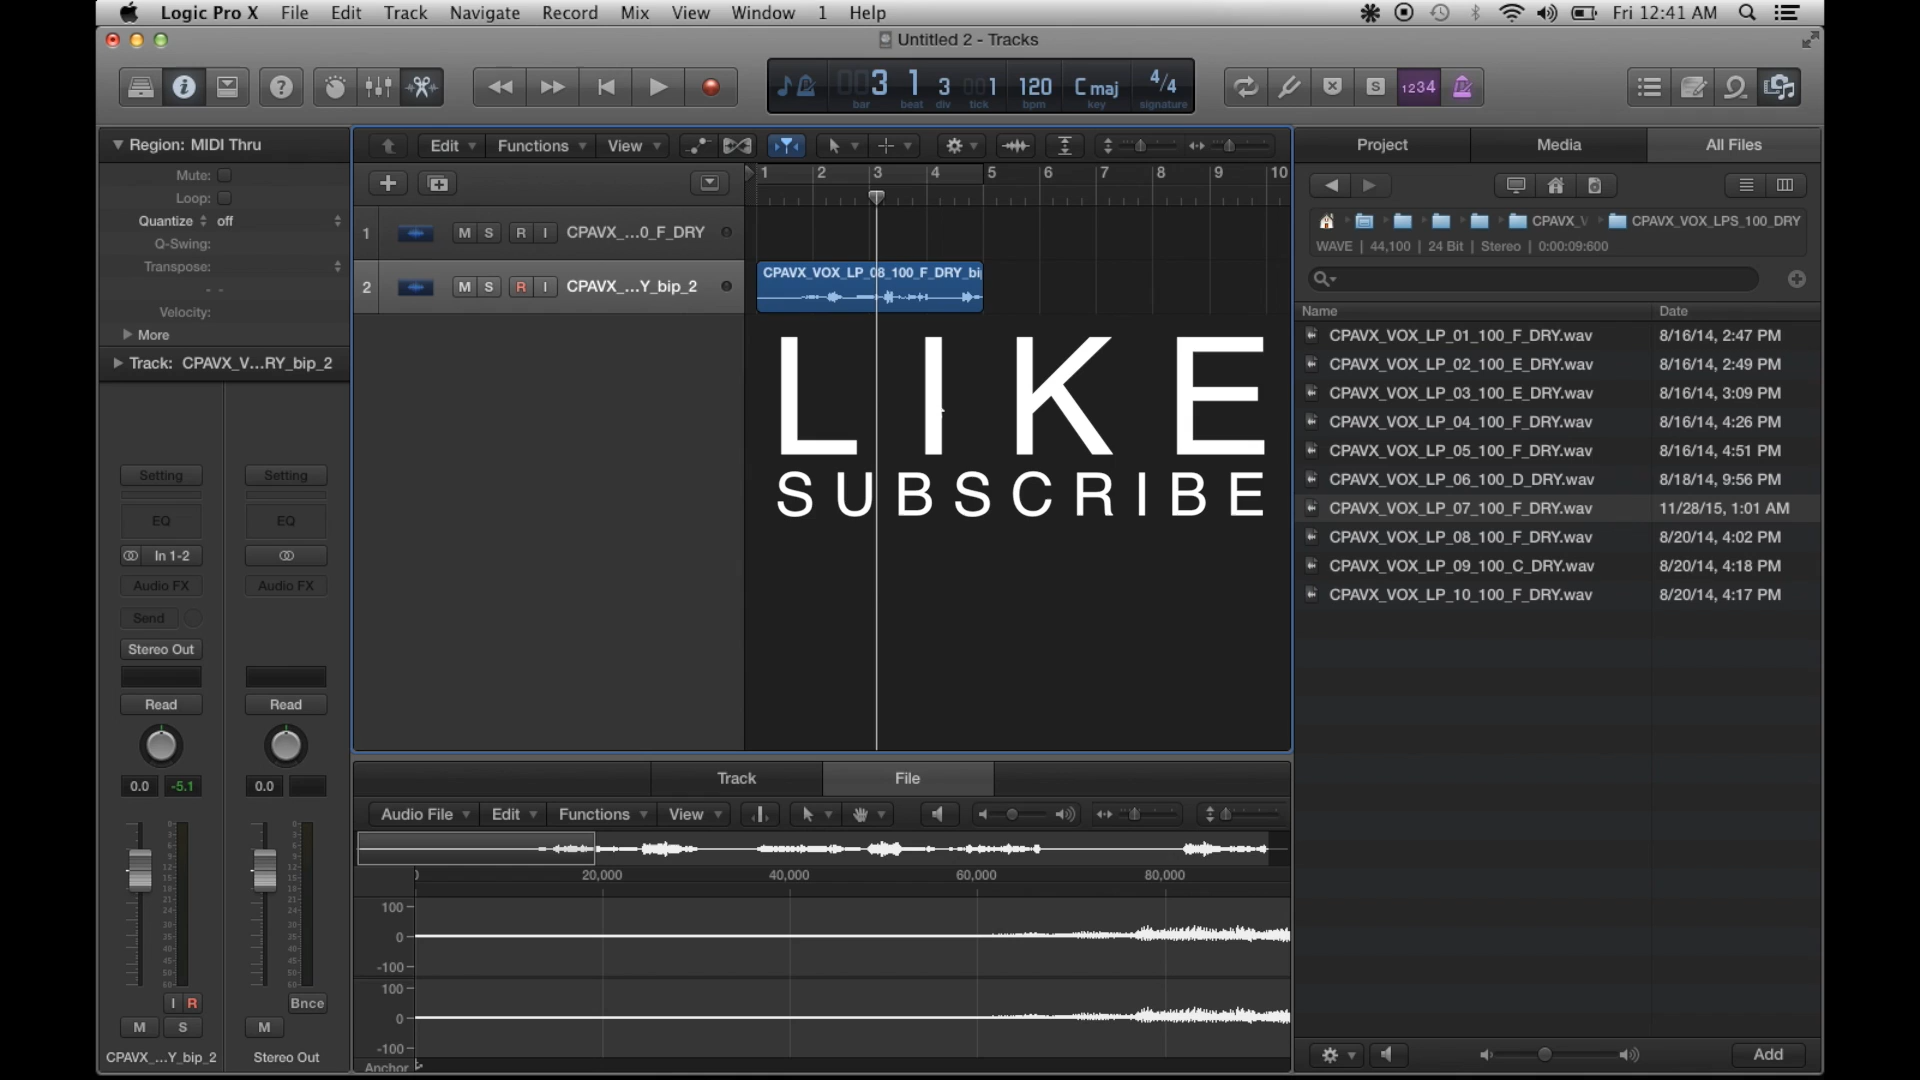 Logic Pro X File Edit Track Navigate Record Mix View Window 1 Help Fri 12:41 AM
Untitled 2 - Tracks
3 1 3 1 120 C maj 4/4
bar beat div tick bpm key signature
S 1234
Region: MIDI Thru
Mute:
Loop:
Quantize off
Q-Swing:
Transpose:
- -
Velocity:
More
Track: CPAVX_V...RY_bip_2
Setting Setting
EQ EQ
In 1-2
Audio FX Audio FX
Send
Stereo Out
Read Read
0.0 -5.1 0.0
I R Bnce
M S M
CPAVX_...Y_bip_2 Stereo Out
Edit Functions View
1 2 3 4 5 6 7 8 9 10
1 M S R I CPAVX_...0_F_DRY
2 M S R I CPAVX_...Y_bip_2
CPAVX_VOX_LP_08_100_F_DRY_bi
LIKE
SUBSCRIBE
Track File
Audio File Edit Functions View
20,000 40,000 60,000 80,000
100
0
-100
100
0
-100
Anchor
Project Media All Files
CPAVX_V CPAVX_VOX_LPS_100_DRY
WAVE | 44,100 | 24 Bit | Stereo | 0:00:09:600
Name Date
CPAVX_VOX_LP_01_100_F_DRY.wav 8/16/14, 2:47 PM
CPAVX_VOX_LP_02_100_E_DRY.wav 8/16/14, 2:49 PM
CPAVX_VOX_LP_03_100_E_DRY.wav 8/16/14, 3:09 PM
CPAVX_VOX_LP_04_100_F_DRY.wav 8/16/14, 4:26 PM
CPAVX_VOX_LP_05_100_F_DRY.wav 8/16/14, 4:51 PM
CPAVX_VOX_LP_06_100_D_DRY.wav 8/18/14, 9:56 PM
CPAVX_VOX_LP_07_100_F_DRY.wav 11/28/15, 1:01 AM
CPAVX_VOX_LP_08_100_F_DRY.wav 8/20/14, 4:02 PM
CPAVX_VOX_LP_09_100_C_DRY.wav 8/20/14, 4:18 PM
CPAVX_VOX_LP_10_100_F_DRY.wav 8/20/14, 4:17 PM
Add